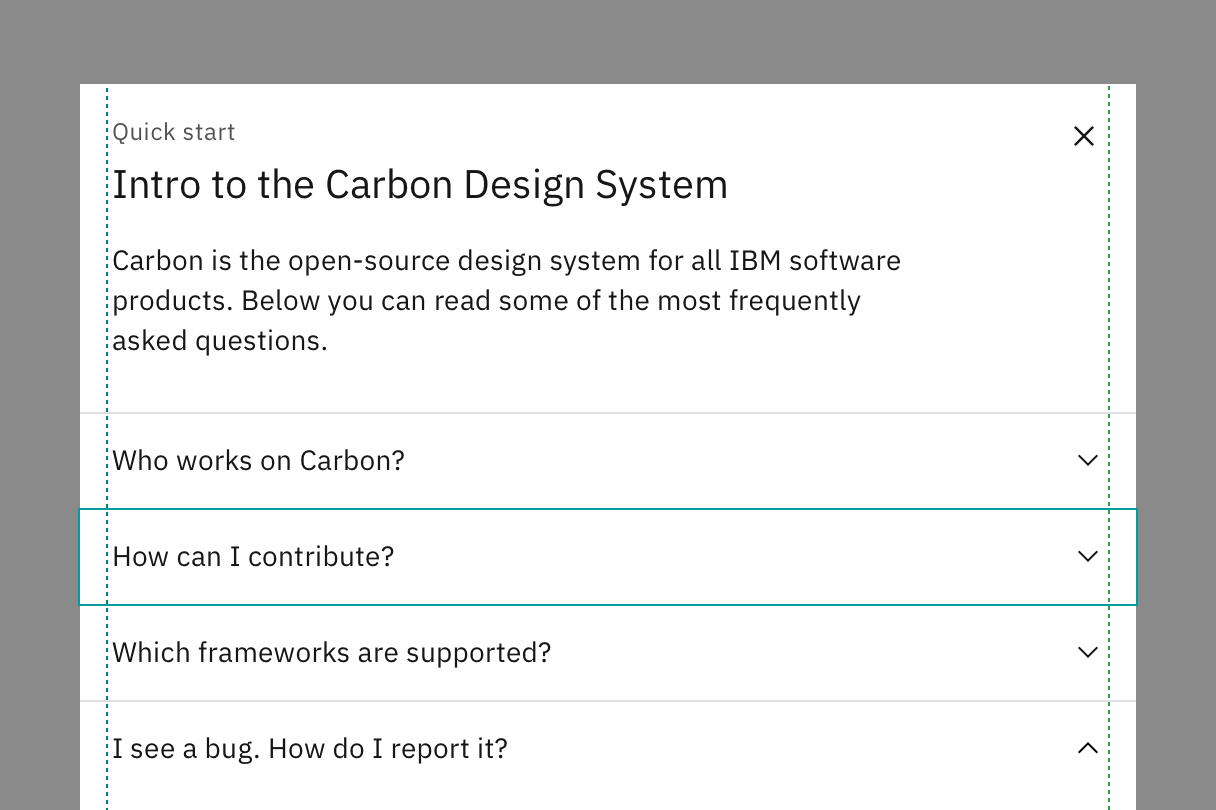 Quick start
Intro to the Carbon Design System
Carbon is the open-source design system for all IBM software
products. Below you can read some of the most frequently
asked questions.
Who works on Carbon?
How can I contribute?
Which frameworks are supported?
I see a bug. How do I report it?